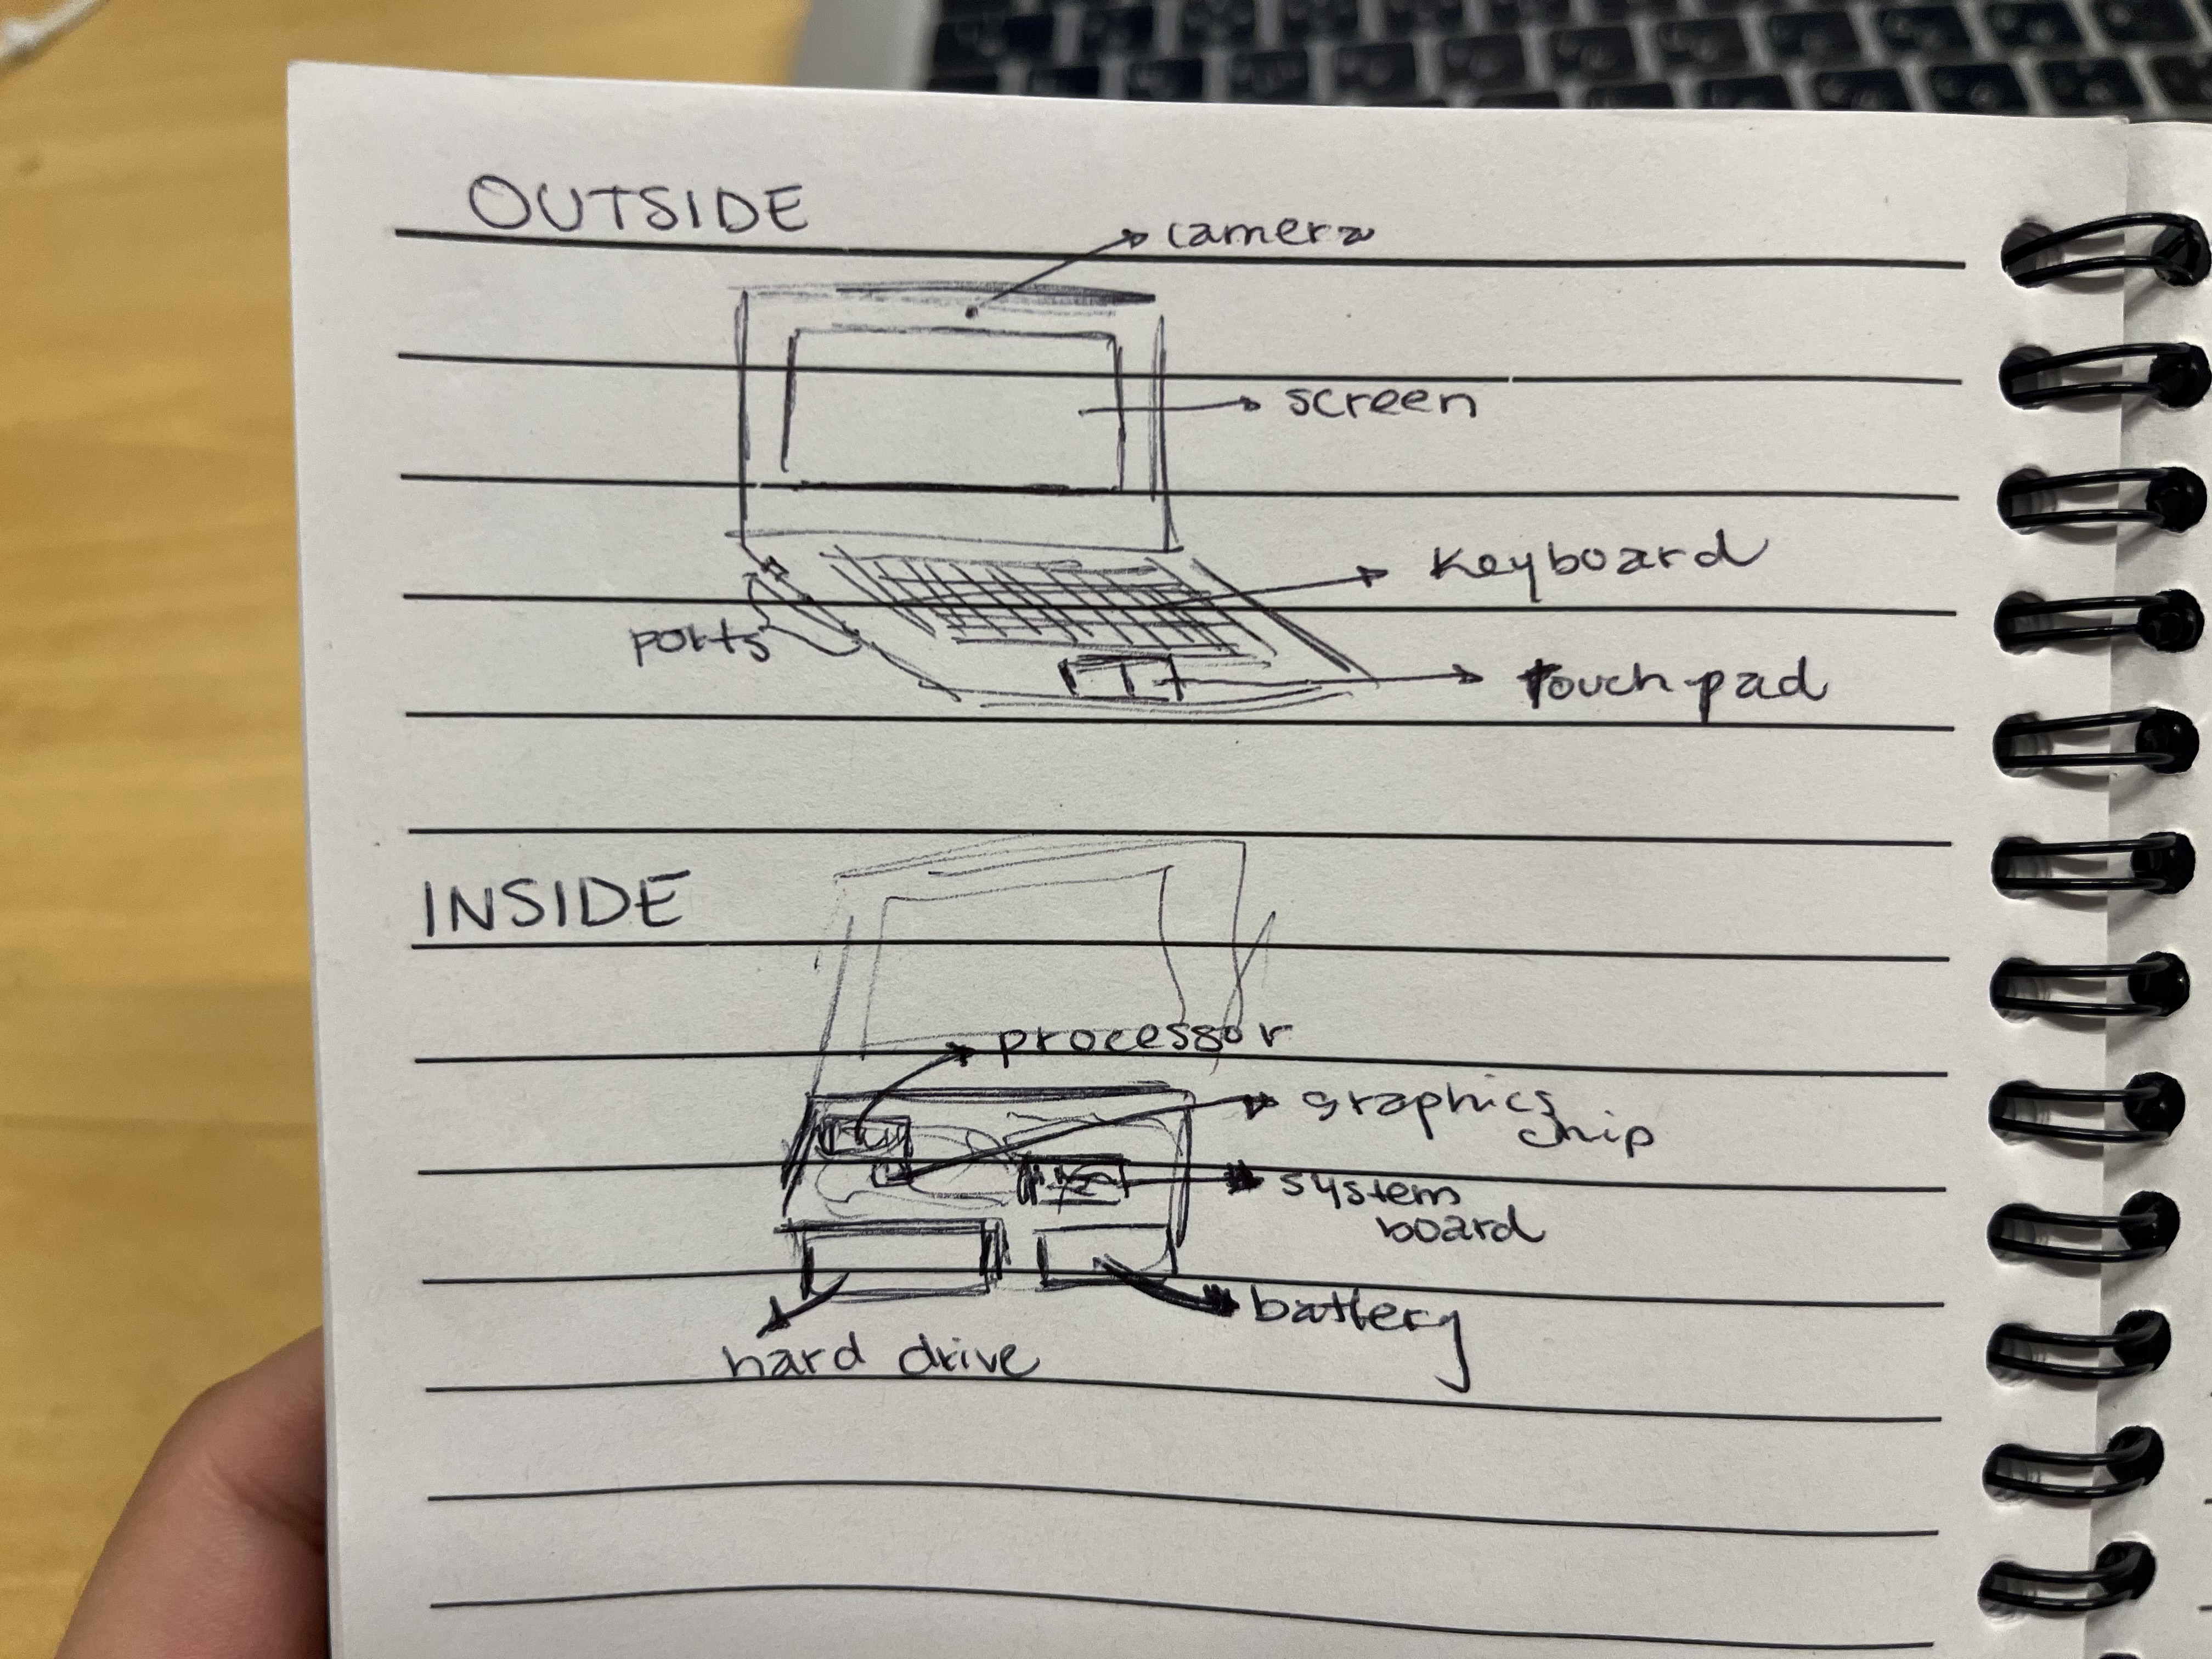 OUTSIDE
camera
screen
keyboard
ports
touch pad
INSIDE
processor
graphics
chip
system
board
battery
hard drive